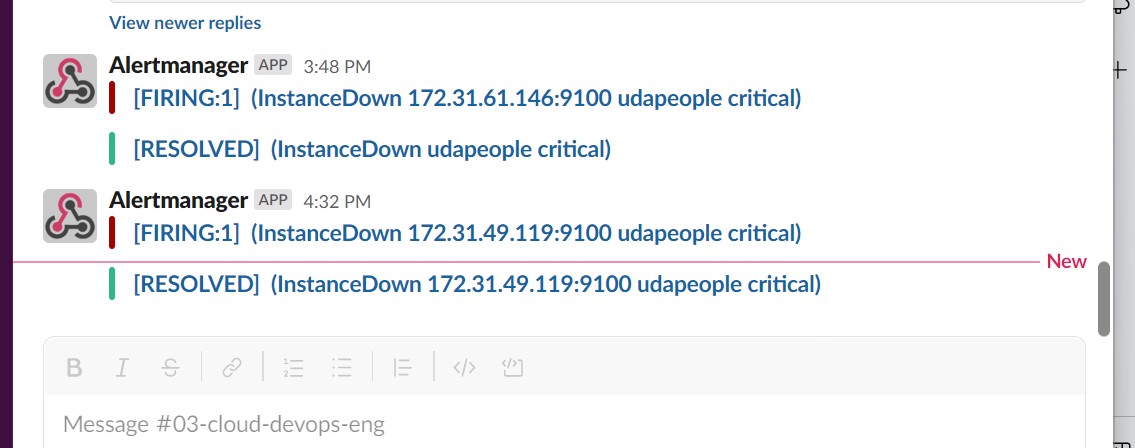 View newer replies
Alertmanager APP 3:48 PM
[FIRING:1] (InstanceDown 172.31.61.146:9100 udapeople critical)
[RESOLVED] (InstanceDown udapeople critical)
Alertmanager APP 4:32 PM
[FIRING:1] (InstanceDown 172.31.49.119:9100 udapeople critical)
New
[RESOLVED] (InstanceDown 172.31.49.119:9100 udapeople critical)
Message #03-cloud-devops-eng